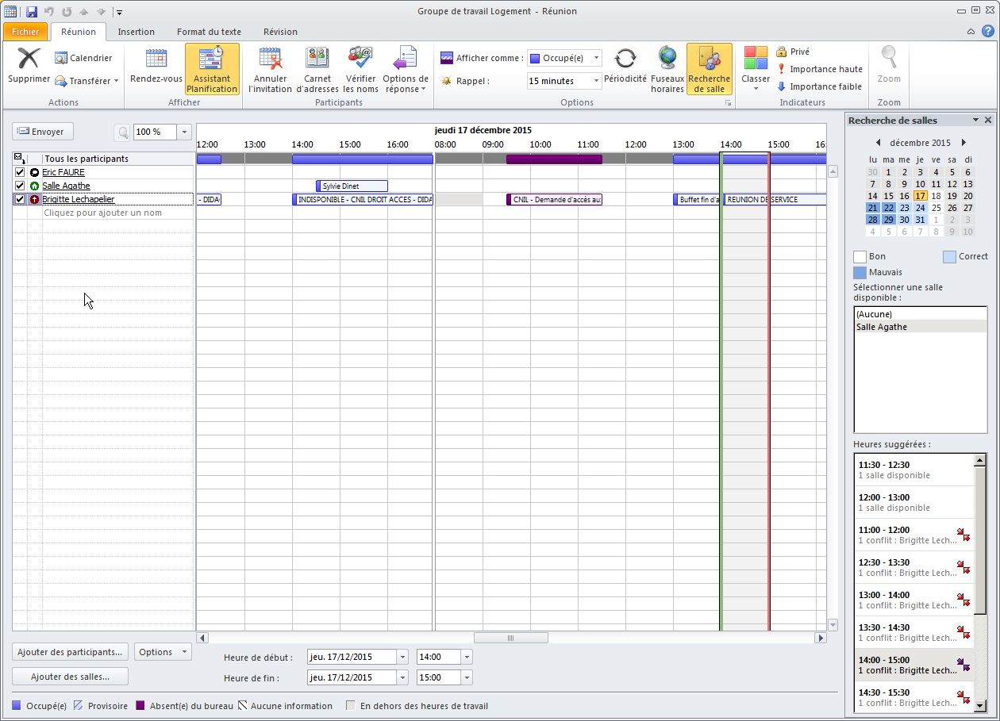 Groupe de travail Logement - Réunion
Fichier Réunion Insertion Format du texte Révision
Supprimer
Calendrier
Transférer
Actions
Rendez-vous
Assistant Planification
Afficher
Annuler l'invitation
Carnet d'adresses
Vérifier les noms
Options de réponse
Participants
Afficher comme : Occupé(e)
Rappel : 15 minutes
Périodicité
Fuseaux horaires
Recherche de salle
Options
Classer
Privé
Importance haute
Importance faible
Indicateurs
Zoom
Zoom
Envoyer
100 %
jeudi 17 décembre 2015
12:00 13:00 14:00 15:00 16:00 08:00 09:00 10:00 11:00 12:00 13:00 14:00 15:00 16:
Tous les participants
Eric FAURE
Salle Agathe
Sylvie Dinet
Brigitte Lechapelier
- DIDA
INDISPONIBLE - CNIL DROIT ACCES - DIDA
CNIL - Demande d'accès au
Buffet fin d'a
REUNION DE SERVICE
Cliquez pour ajouter un nom
Ajouter des participants...
Options
Ajouter des salles...
Heure de début : jeu. 17/12/2015 14:00
Heure de fin : jeu. 17/12/2015 15:00
Occupé(e) Provisoire Absent(e) du bureau Aucune information En dehors des heures de travail
Recherche de salles
décembre 2015
lu ma me je ve sa di
30 1 2 3 4 5 6
7 8 9 10 11 12 13
14 15 16 17 18 19 20
21 22 23 24 25 26 27
28 29 30 31 1 2 3
4 5 6 7 8 9 10
Bon Correct
Mauvais
Sélectionner une salle
disponible :
(Aucune)
Salle Agathe
Heures suggérées :
11:30 - 12:30
1 salle disponible
12:00 - 13:00
1 salle disponible
11:00 - 12:00
1 conflit : Brigitte Lech...
12:30 - 13:30
1 conflit : Brigitte Lech...
13:00 - 14:00
1 conflit : Brigitte Lech...
13:30 - 14:30
1 conflit : Brigitte Lech...
14:00 - 15:00
1 conflit : Brigitte Lech...
14:30 - 15:30
1 conflit : Brigitte Lech...